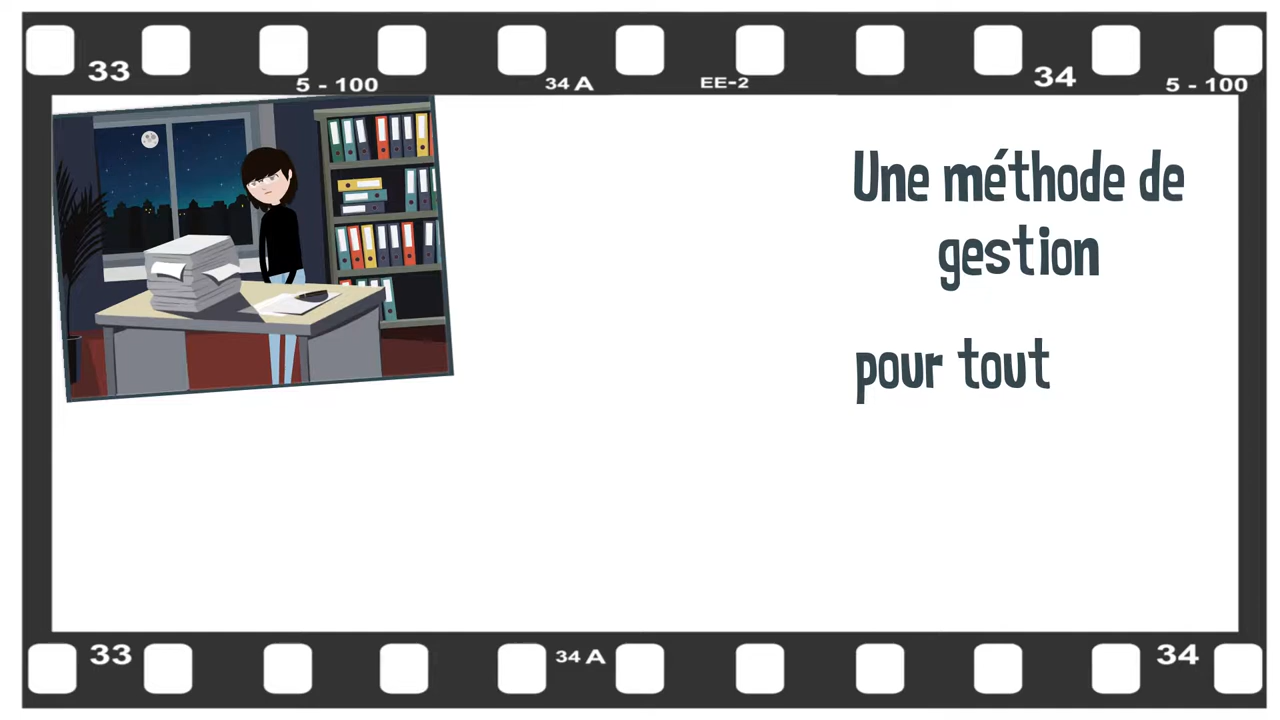 33
5 - 100
34 A
EE-2
34
5 - 100
Une méthode de
gestion
pour tout
33
34 A
34